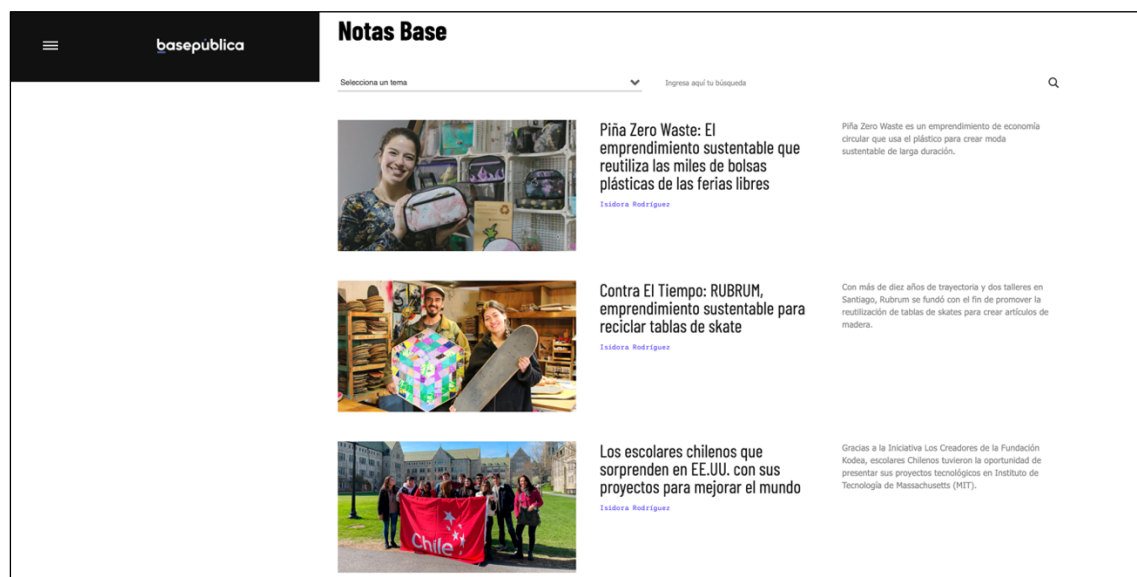 basepública
Notas Base
Selecciona un tema
Ingresa aquí tu búsqueda
Piña Zero Waste: El
emprendimiento sustentable que
reutiliza las miles de bolsas
plásticas de las ferias libres
Isidora Rodríguez
Piña Zero Waste es un emprendimiento de economía
circular que usa el plástico para crear moda
sustentable de larga duración.
Contra El Tiempo: RUBRUM,
emprendimiento sustentable para
reciclar tablas de skate
Isidora Rodríguez
Con más de diez años de trayectoria y dos talleres en
Santiago, Rubrum se fundó con el fin de promover la
reutilización de tablas de skates para crear artículos de
madera.
Los escolares chilenos que
sorprenden en EE.UU. con sus
proyectos para mejorar el mundo
Isidora Rodríguez
Gracias a la Iniciativa Los Creadores de la Fundación
Kodea, escolares Chilenos tuvieron la oportunidad de
presentar sus proyectos tecnológicos en Instituto de
Tecnología de Massachusetts (MIT).
Chile